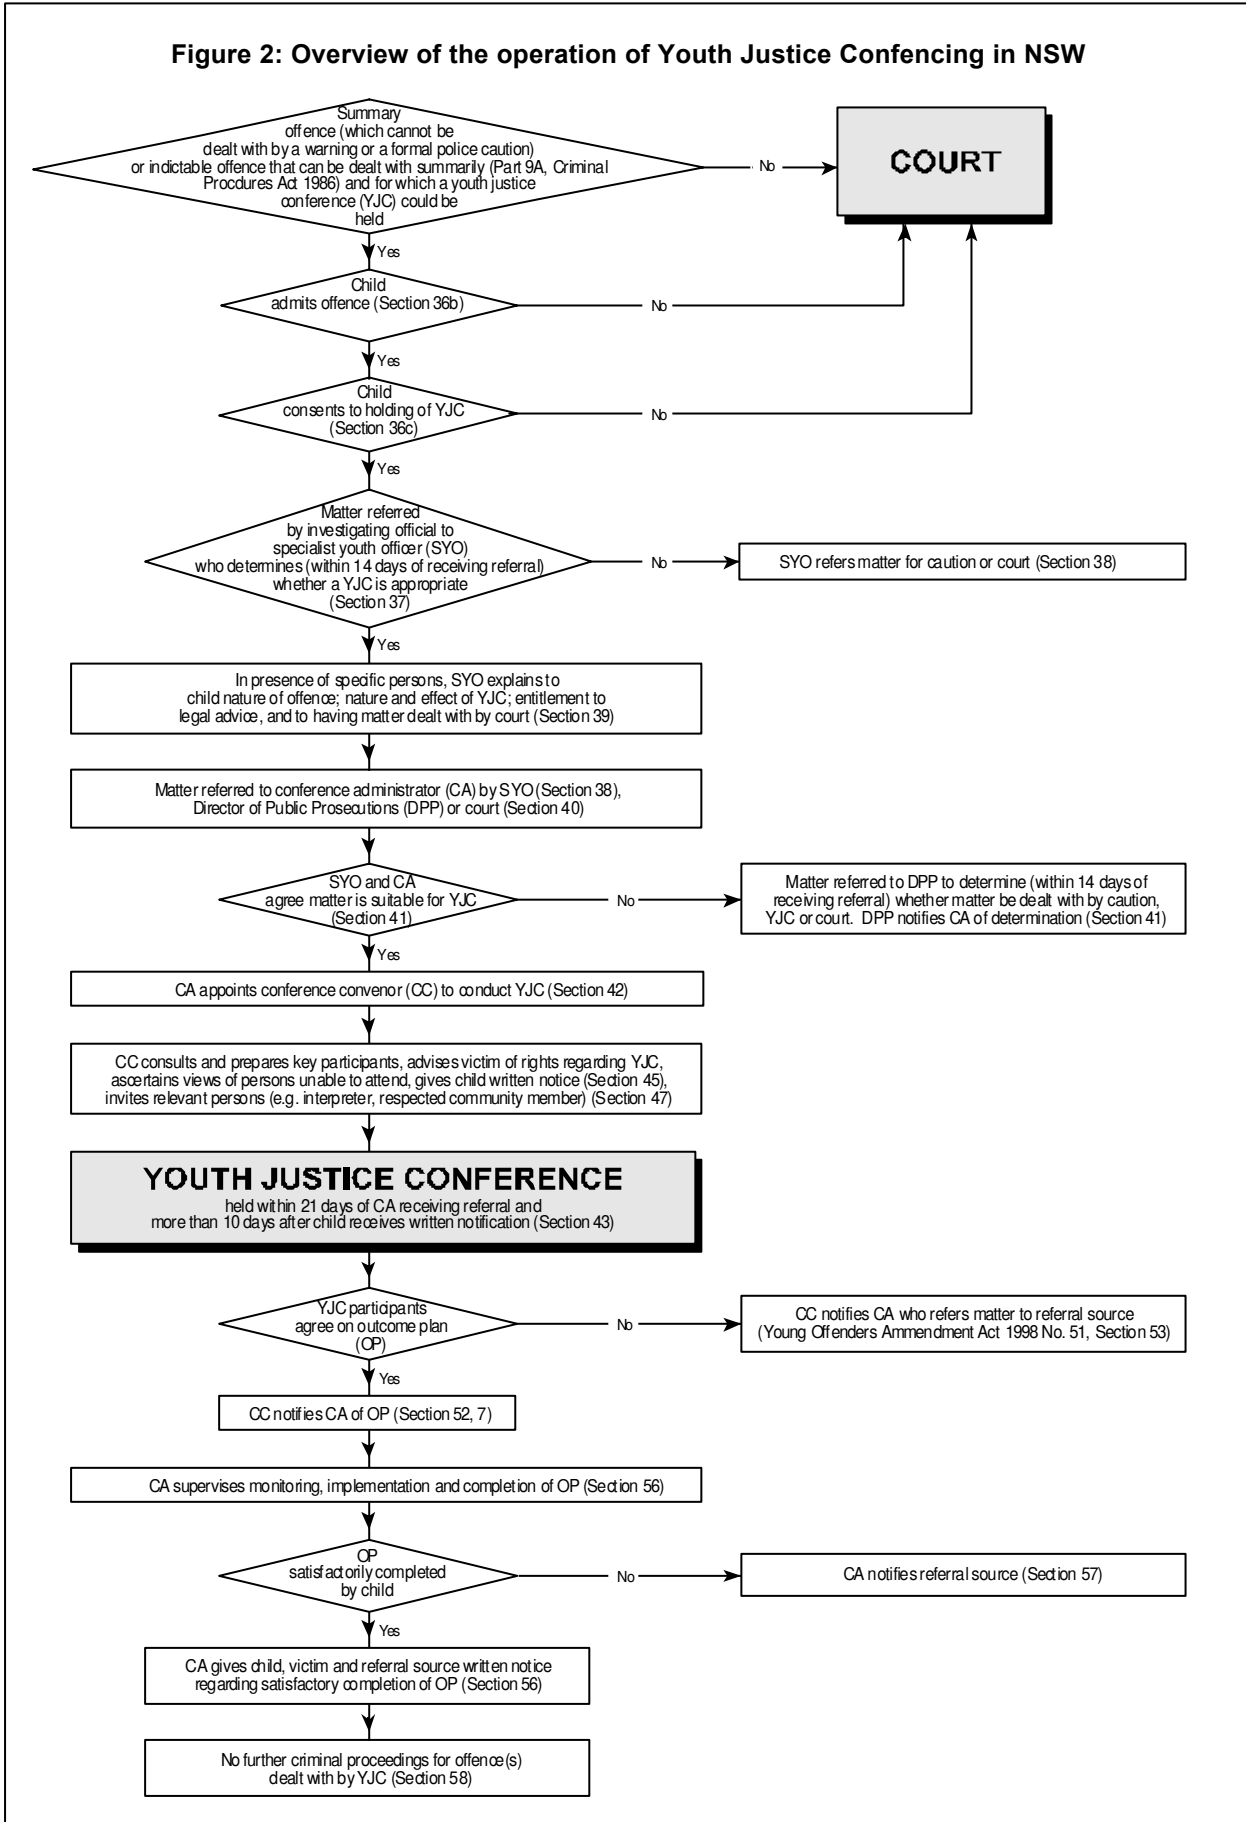 Figure 2: Overview of the operation of Youth Justice Confencing in NSW
Summary
offence (which cannot be
dealt with by a warning or a formal police caution)
or indictable offence that can be dealt with summarily (Part 9A, Criminal
Procdures Act 1986) and for which a youth justice
conference (YJC) could be
held
No
COURT
Yes
Child
admits offence (Section 36b)
No
Yes
Child
consents to holding of YJC
(Section 36c)
No
Yes
Matter referred
by investigating official to
specialist youth officer (SYO)
who determines (within 14 days of receiving referral)
whether a YJC is appropriate
(Section 37)
No
SYO refers matter for caution or court (Section 38)
Yes
In presence of specific persons, SYO explains to
child nature of offence; nature and effect of YJC; entitlement to
legal advice, and to having matter dealt with by court (Section 39)
Matter referred to conference administrator (CA) by SYO (Section 38),
Director of Public Prosecutions (DPP) or court (Section 40)
SYO and CA
agree matter is suitable for YJC
(Section 41)
No
Matter referred to DPP to determine (within 14 days of
receiving referral) whether matter be dealt with by caution,
YJC or court. DPP notifies CA of determination (Section 41)
Yes
CA appoints conference convenor (CC) to conduct YJC (Section 42)
CC consults and prepares key participants, advises victim of rights regarding YJC,
ascertains views of persons unable to attend, gives child written notice (Section 45),
invites relevant persons (e.g. interpreter, respected community member) (Section 47)
YOUTH JUSTICE CONFERENCE
held within 21 days of CA receiving referral and
more than 10 days after child receives written notification (Section 43)
YJC participants
agree on outcome plan
(OP)
No
CC notifies CA who refers matter to referral source
(Young Offenders Ammendment Act 1998 No. 51, Section 53)
Yes
CC notifies CA of OP (Section 52, 7)
CA supervises monitoring, implementation and completion of OP (Section 56)
OP
satisfactorily completed
by child
No
CA notifies referral source (Section 57)
Yes
CA gives child, victim and referral source written notice
regarding satisfactory completion of OP (Section 56)
No further criminal proceedings for offence(s)
dealt with by YJC (Section 58)